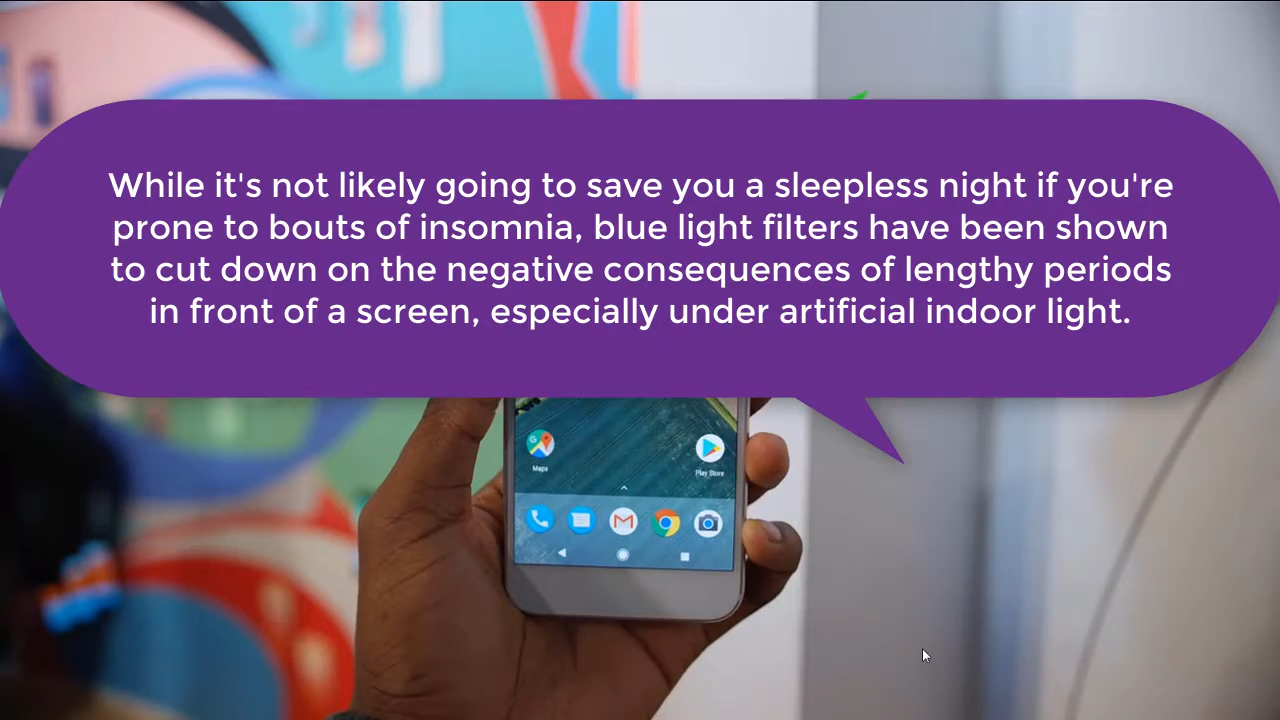 While it's not likely going to save you a sleepless night if you're
prone to bouts of insomnia, blue light filters have been shown
to cut down on the negative consequences of lengthy periods
in front of a screen, especially under artificial indoor light.
Maps
Play Store